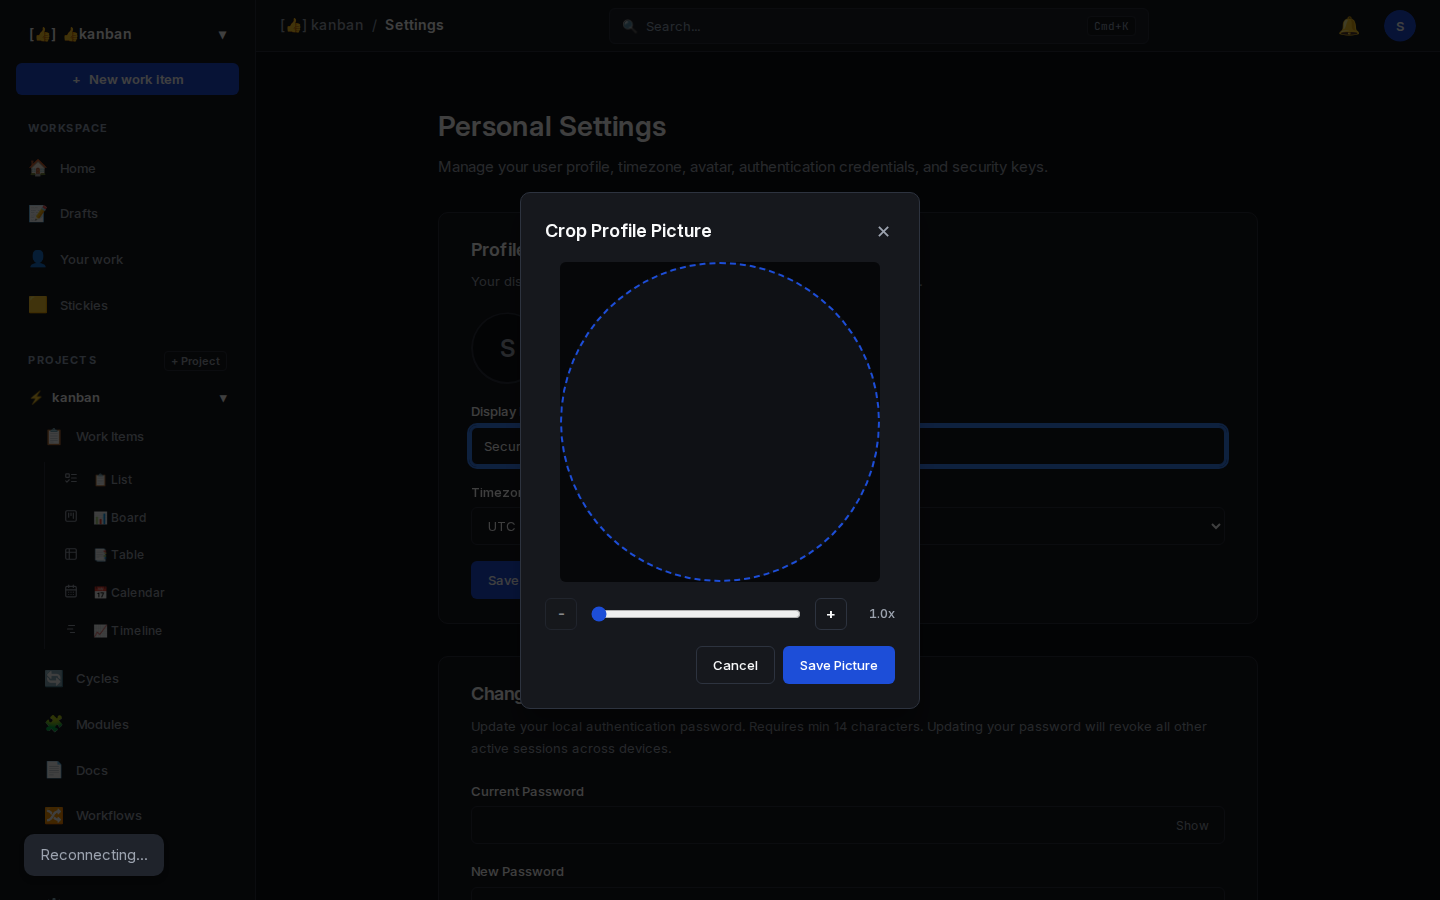 [👍] 👍kanban ▾
+ New work item
WORKSPACE
🏠 Home
📝 Drafts
👤 Your work
🟨 Stickies
PROJECTS + Project
⚡ kanban ▾
📋 Work Items
📋 List
📊 Board
📑 Table
📅 Calendar
📈 Timeline
🔄 Cycles
🧩 Modules
📄 Docs
🔀 Workflows
Reconnecting...
[👍] kanban / Settings
🔍 Search... Cmd+K
🔔 S
Personal Settings
Manage your user profile, timezone, avatar, authentication credentials, and security keys.
Profile
Your dis
S
Display
Secur
Timezon
UTC
Save
Crop Profile Picture ✕
- + 1.0x
Cancel Save Picture
Chang
Update your local authentication password. Requires min 14 characters. Updating your password will revoke all other
active sessions across devices.
Current Password
Show
New Password